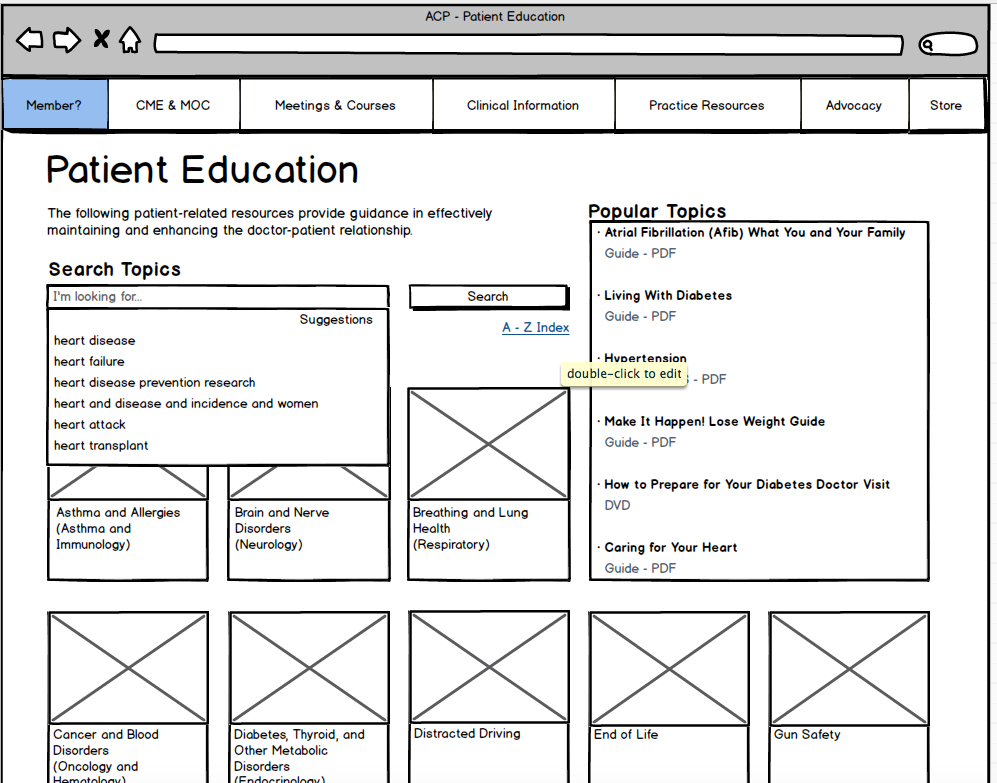 ACP - Patient Education
Member?
CME & MOC
Meetings & Courses
Clinical Information
Practice Resources
Advocacy
Store
Patient Education
The following patient-related resources provide guidance in effectively
maintaining and enhancing the doctor-patient relationship.
Search Topics
I'm looking for...
Search
A - Z Index
Suggestions
heart disease
heart failure
heart disease prevention research
heart and disease and incidence and women
heart attack
heart transplant
Popular Topics
· Atrial Fibrillation (Afib) What You and Your Family
Guide - PDF
· Living With Diabetes
Guide - PDF
· Hypertension
double-click to edit
- PDF
· Make It Happen! Lose Weight Guide
Guide - PDF
· How to Prepare for Your Diabetes Doctor Visit
DVD
· Caring for Your Heart
Guide - PDF
Asthma and Allergies
(Asthma and
Immunology)
Brain and Nerve
Disorders
(Neurology)
Breathing and Lung
Health
(Respiratory)
Cancer and Blood
Disorders
(Oncology and
Hematology)
Diabetes, Thyroid, and
Other Metabolic
Disorders
(Endocrinology)
Distracted Driving
End of Life
Gun Safety